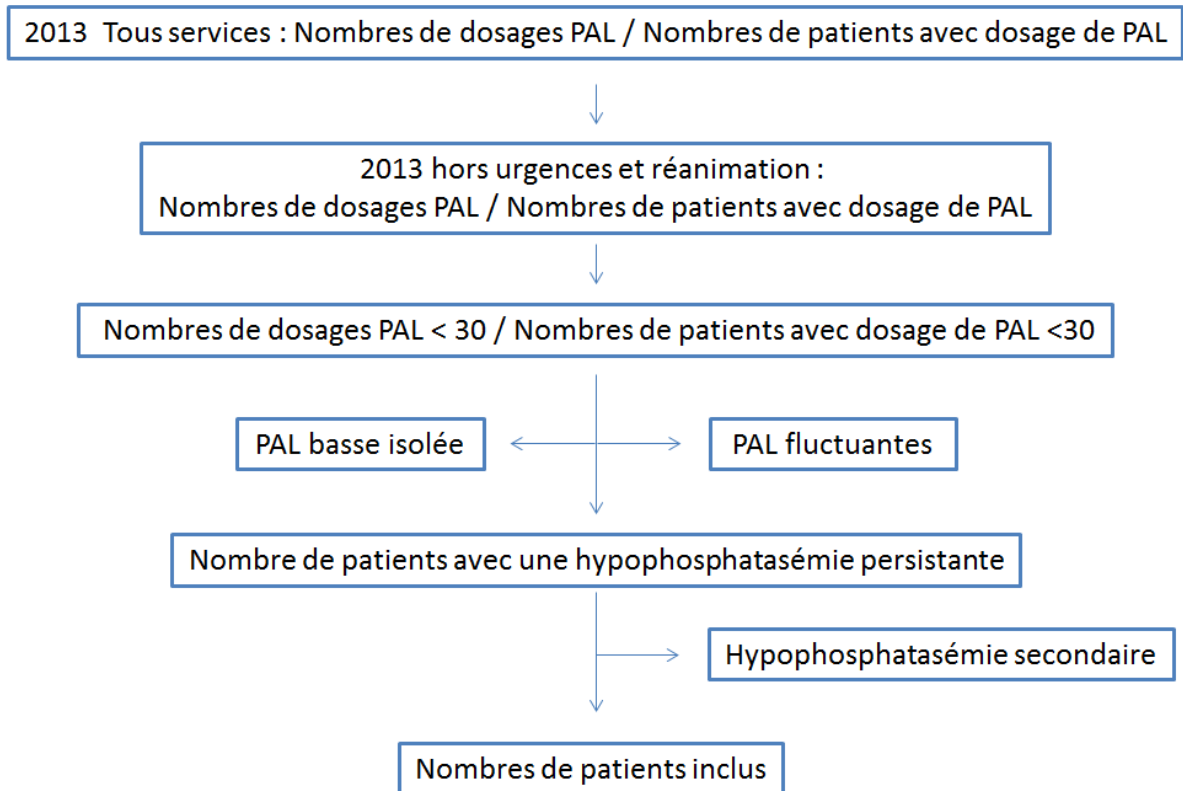 2013 Tous services : Nombres de dosages PAL / Nombres de patients avec dosage de PAL
2013 hors urgences et réanimation :
Nombres de dosages PAL / Nombres de patients avec dosage de PAL
Nombres de dosages PAL < 30 / Nombres de patients avec dosage de PAL <30
PAL basse isolée
PAL fluctuantes
Nombre de patients avec une hypophosphatasémie persistante
Hypophosphatasémie secondaire
Nombres de patients inclus